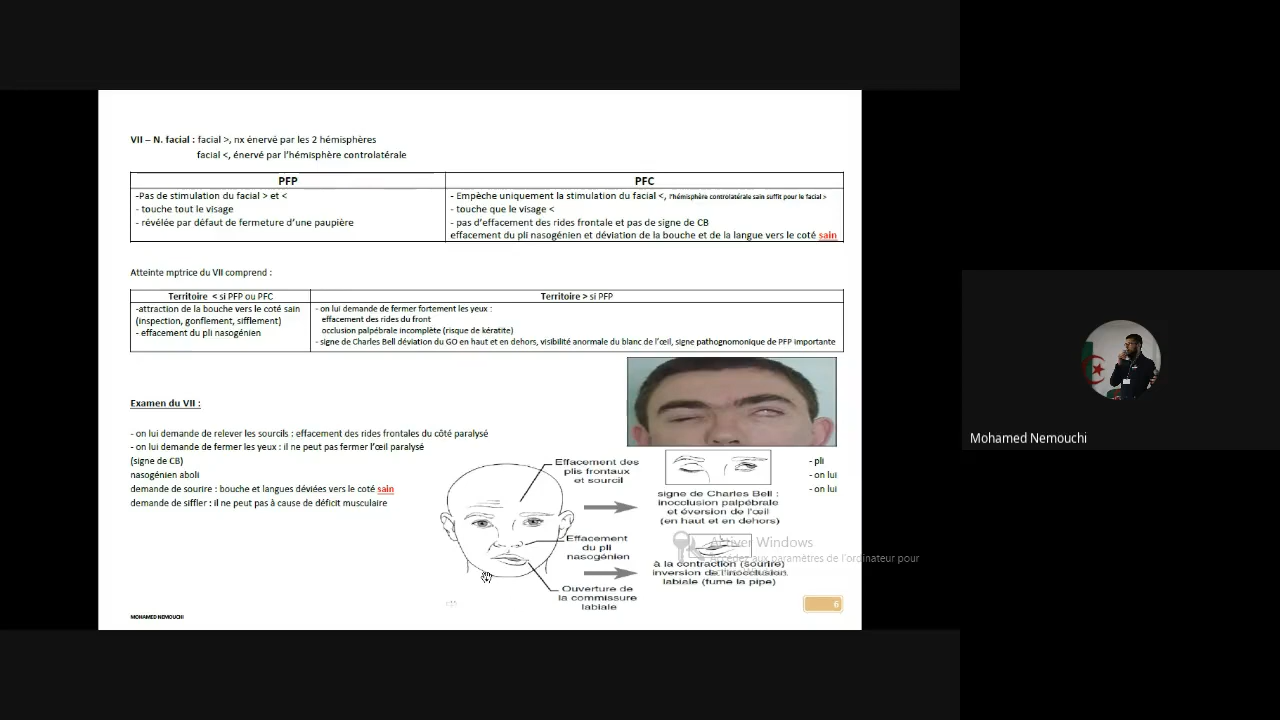 VII – N. facial : facial >, nx énervé par les 2 hémisphères
facial <, énervé par l’hémisphère controlatérale
PFP
PFC
-Pas de stimulation du facial > et <
- touche tout le visage
- révélée par défaut de fermeture d’une paupière
- Empêche uniquement la stimulation du facial <, l’hémisphère controlatérale sain suffit pour le facial >
- touche que le visage <
- pas d’effacement des rides frontale et pas de signe de CB
effacement du pli nasogénien et déviation de la bouche et de la langue vers le coté sain
Atteinte mptrice du VII comprend :
Territoire < si PFP ou PFC
Territoire > si PFP
-attraction de la bouche vers le coté sain
(inspection, gonflement, sifflement)
- effacement du pli nasogénien
- on lui demande de fermer fortement les yeux :
effacement des rides du front
occlusion palpébrale incomplète (risque de kératite)
- signe de Charles Bell déviation du GO en haut et en dehors, visibilité anormale du blanc de l’œil, signe pathognomonique de PFP importante
Examen du VII :
- on lui demande de relever les sourcils : effacement des rides frontales du côté paralysé
- on lui demande de fermer les yeux : il ne peut pas fermer l’œil paralysé
(signe de CB)
- pli
nasogénien aboli
- on lui
demande de sourire : bouche et langues déviées vers le coté sain
- on lui
demande de siffler : il ne peut pas à cause de déficit musculaire
Effacement des
plis frontaux
et sourcil
Effacement
du pli
nasogénien
Ouverture de
la commissure
labiale
signe de Charles Bell :
inocclusion palpébrale
et éversion de l’œil
(en haut et en dehors)
à la contraction (sourire)
inversion de l’inocclusion
labiale (fume la pipe)
Activer Windows
Accédez aux paramètres de l’ordinateur pour
6
MOHAMED NEMOUCHI
Mohamed Nemouchi